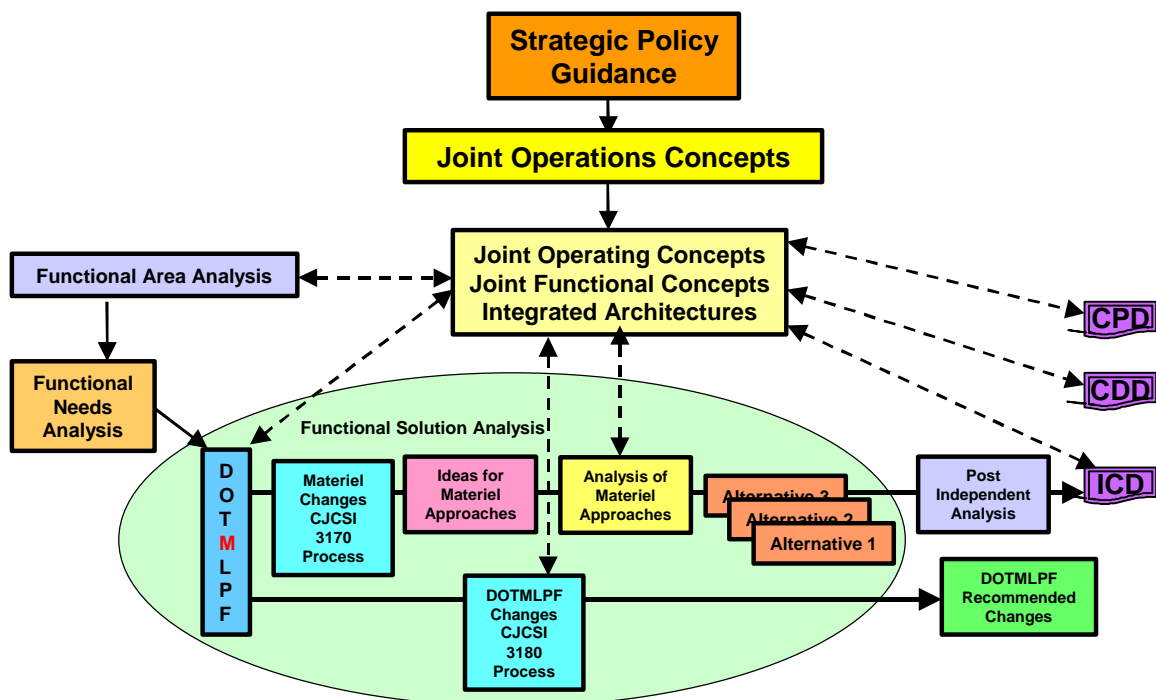 Strategic Policy
Guidance
Joint Operations Concepts
Joint Operating Concepts
Joint Functional Concepts
Integrated Architectures
Functional Area Analysis
CPD
Functional
Needs
Analysis
CDD
Functional Solution Analysis
D
O
T
M
L
P
F
Materiel
Changes
CJCSI
3170
Process
Ideas for
Materiel
Approaches
Analysis of
Materiel
Approaches
Alternative 3
Alternative 2
Alternative 1
Post
Independent
Analysis
ICD
DOTMLPF
Changes
CJCSI
3180
Process
DOTMLPF
Recommended
Changes